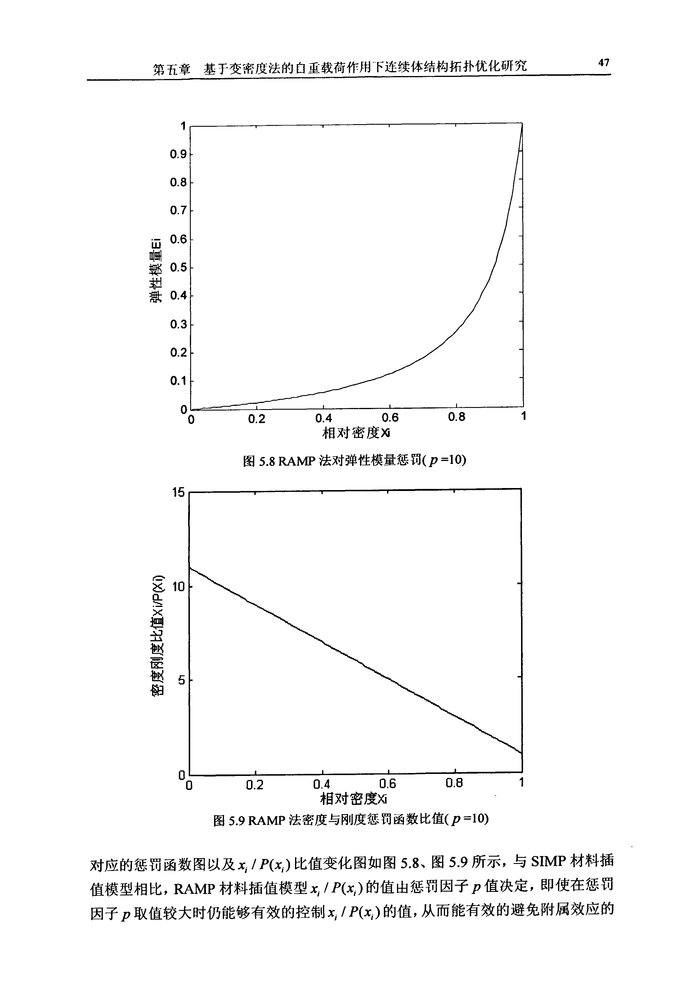 第五章 基于变密度法的自重载荷作用下连续体结构拓扑优化研究 47
1
0.9
0.8
0.7
0.6
0.5
0.4
0.3
0.2
0.1
0
弹性模量Ei
0 0.2 0.4 0.6 0.8 1
相对密度Xi
图 5.8 RAMP 法对弹性模量惩罚( p =10)
15
10
5
0
密度刚度比值Xi/P(Xi)
0 0.2 0.4 0.6 0.8 1
相对密度Xi
图 5.9 RAMP 法密度与刚度惩罚函数比值( p =10)
对应的惩罚函数图以及 x_i / P(x_i) 比值变化图如图 5.8、图 5.9 所示，与 SIMP 材料插
值模型相比，RAMP 材料插值模型 x_i / P(x_i) 的值由惩罚因子 p 值决定，即使在惩罚
因子 p 取值较大时仍能够有效的控制 x_i / P(x_i) 的值，从而能有效的避免附属效应的